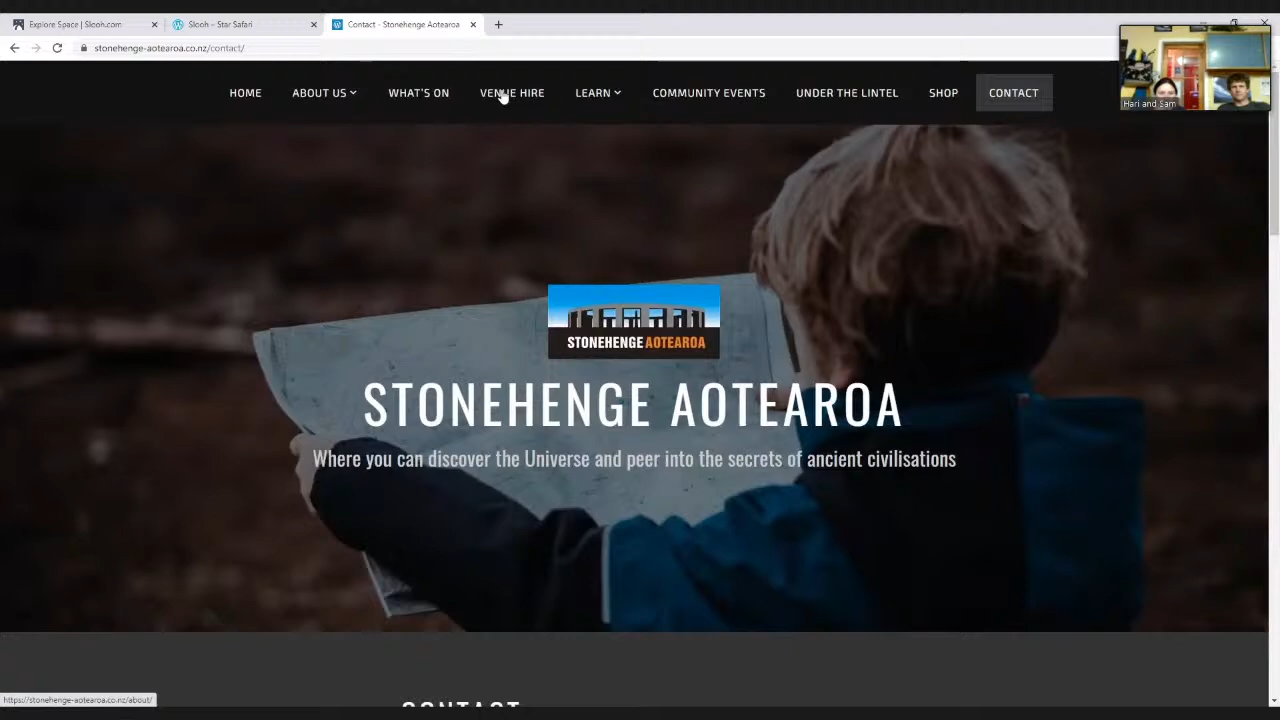 Explore Space | Slooh.com
Slooh – Star Safari
Contact - Stonehenge Aotearoa
stonehenge-aotearoa.co.nz/contact/
HOME ABOUT US WHAT'S ON VENUE HIRE LEARN COMMUNITY EVENTS UNDER THE LINTEL SHOP CONTACT
Hari and Sam
STONEHENGE AOTEAROA
STONEHENGE AOTEAROA
Where you can discover the Universe and peer into the secrets of ancient civilisations
https://stonehenge-aotearoa.co.nz/about/
CONTACT